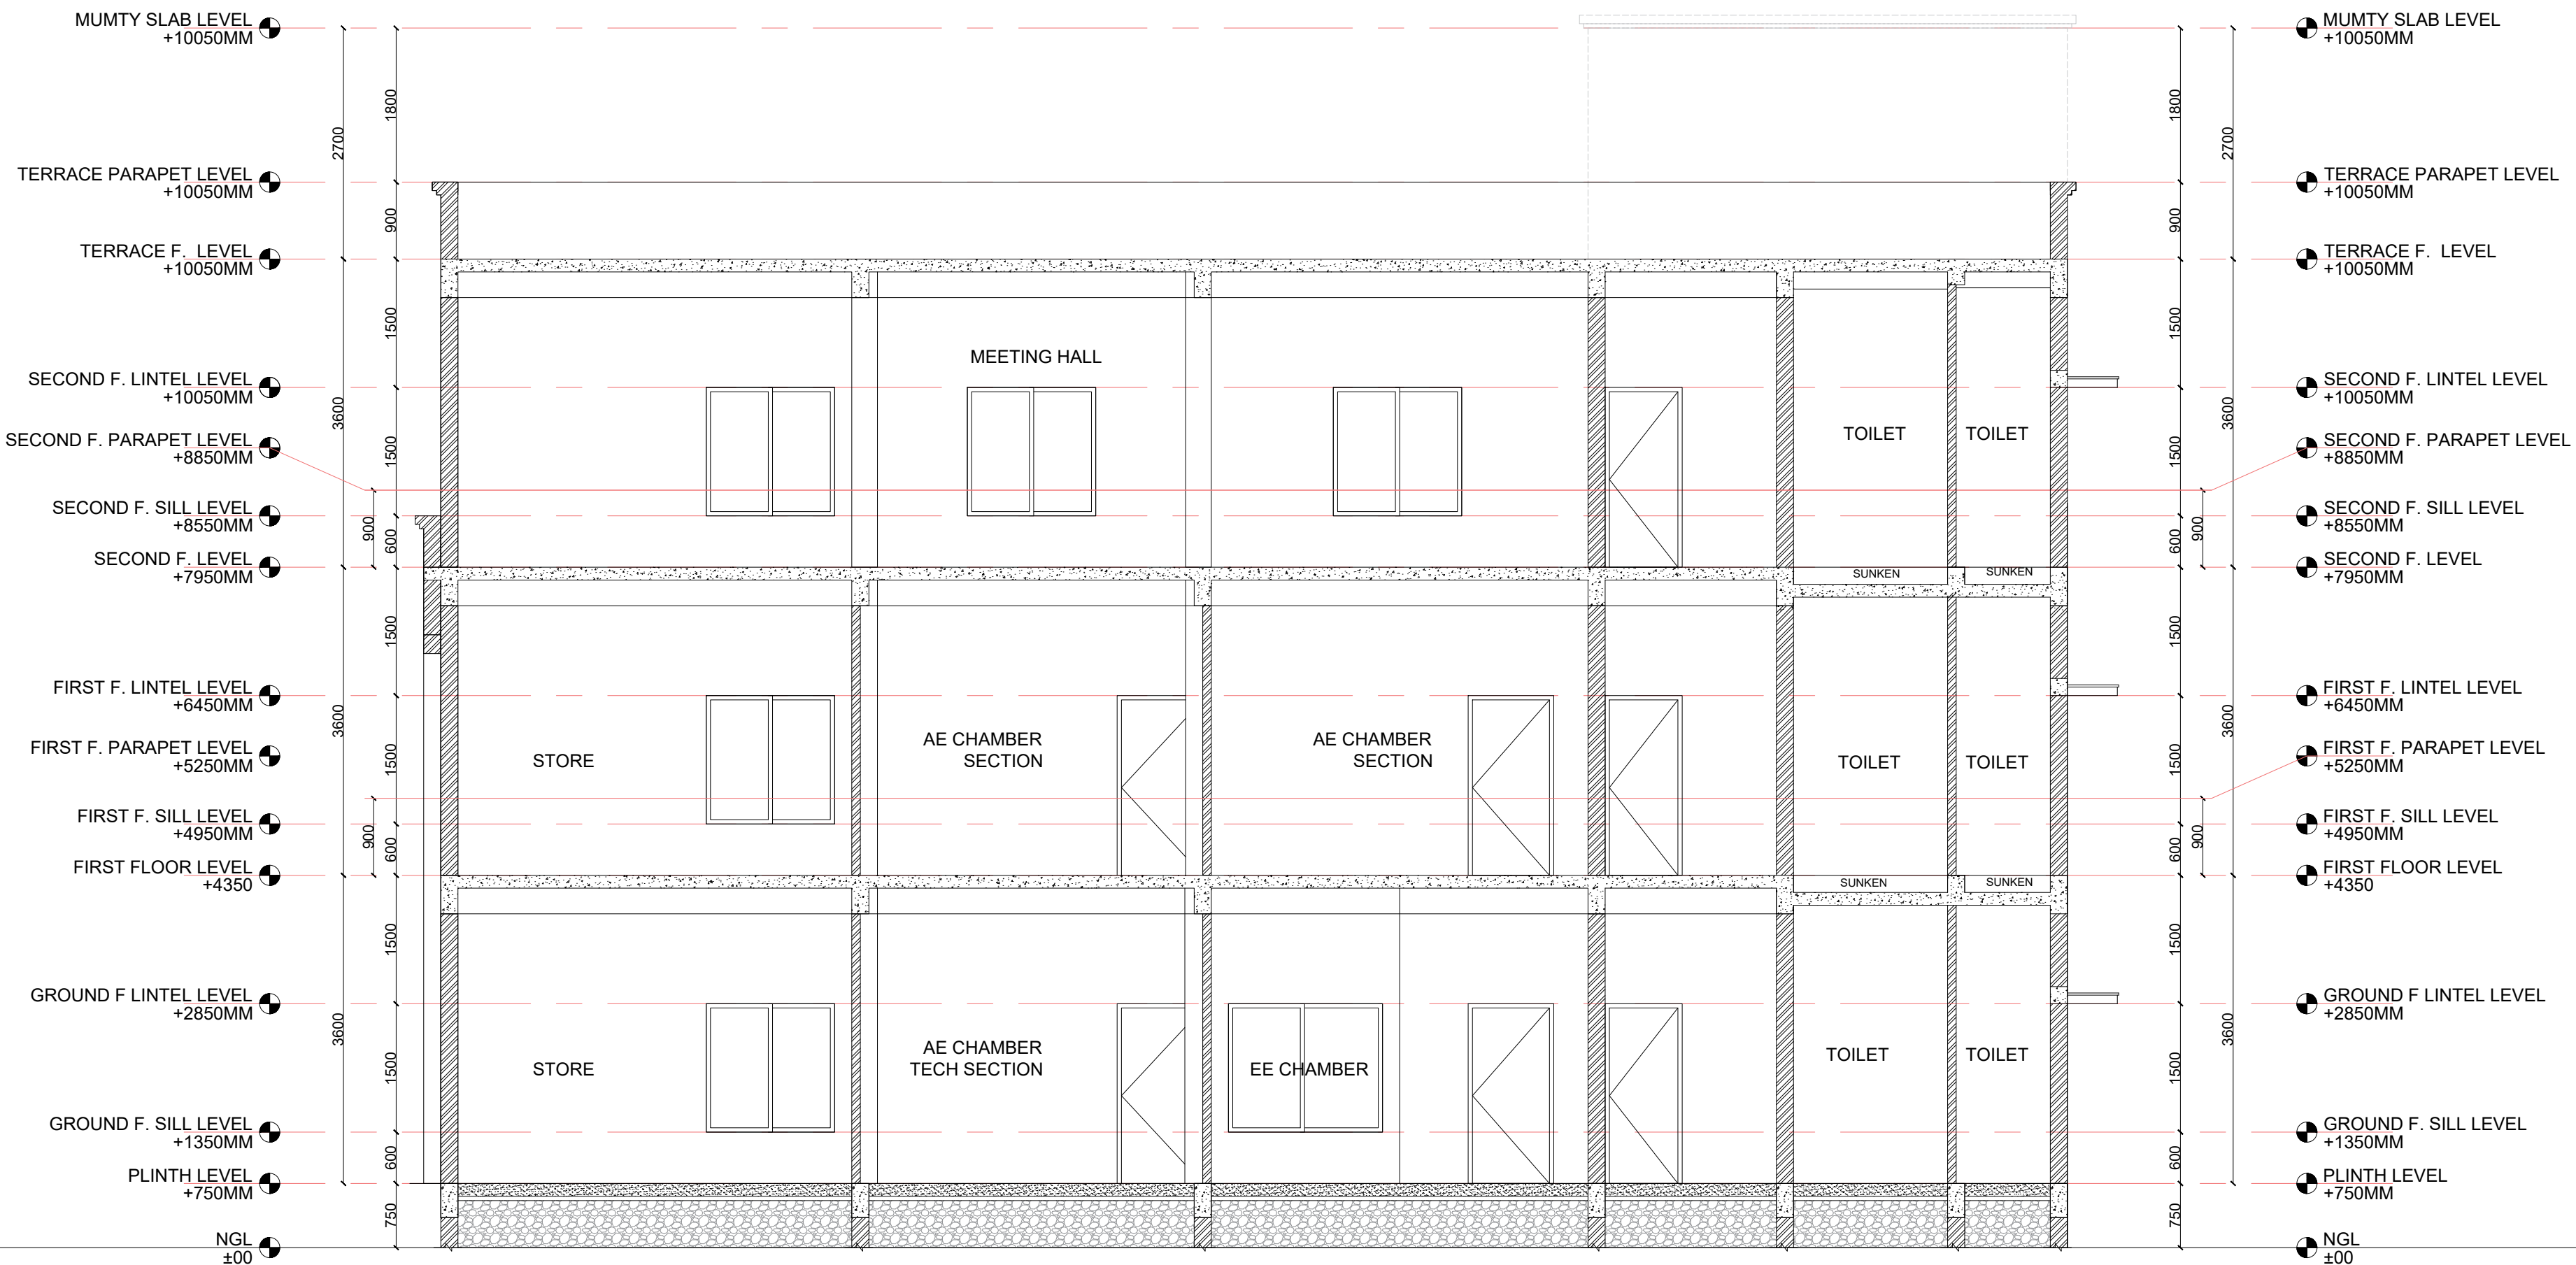 MUMTY SLAB LEVEL
+10050MM
MUMTY SLAB LEVEL
+10050MM
1800
2700
1800
2700
TERRACE PARAPET LEVEL
+10050MM
TERRACE PARAPET LEVEL
+10050MM
900
900
TERRACE F. LEVEL
+10050MM
TERRACE F. LEVEL
+10050MM
1500
1500
MEETING HALL
SECOND F. LINTEL LEVEL
+10050MM
SECOND F. LINTEL LEVEL
+10050MM
3600
3600
SECOND F. PARAPET LEVEL
+8850MM
1500
TOILET
TOILET
1500
SECOND F. PARAPET LEVEL
+8850MM
SECOND F. SILL LEVEL
+8550MM
SECOND F. SILL LEVEL
+8550MM
900
600
600
900
SECOND F. LEVEL
+7950MM
SECOND F. LEVEL
+7950MM
SUNKEN
SUNKEN
1500
1500
FIRST F. LINTEL LEVEL
+6450MM
FIRST F. LINTEL LEVEL
+6450MM
3600
3600
FIRST F. PARAPET LEVEL
+5250MM
1500
STORE
AE CHAMBER
SECTION
AE CHAMBER
SECTION
TOILET
TOILET
1500
FIRST F. PARAPET LEVEL
+5250MM
FIRST F. SILL LEVEL
+4950MM
FIRST F. SILL LEVEL
+4950MM
900
600
600
900
FIRST FLOOR LEVEL
+4350
FIRST FLOOR LEVEL
+4350
SUNKEN
SUNKEN
1500
1500
GROUND F LINTEL LEVEL
+2850MM
GROUND F LINTEL LEVEL
+2850MM
3600
3600
1500
STORE
AE CHAMBER
TECH SECTION
EE CHAMBER
TOILET
TOILET
1500
GROUND F. SILL LEVEL
+1350MM
GROUND F. SILL LEVEL
+1350MM
600
600
PLINTH LEVEL
+750MM
PLINTH LEVEL
+750MM
750
750
NGL
±00
NGL
±00